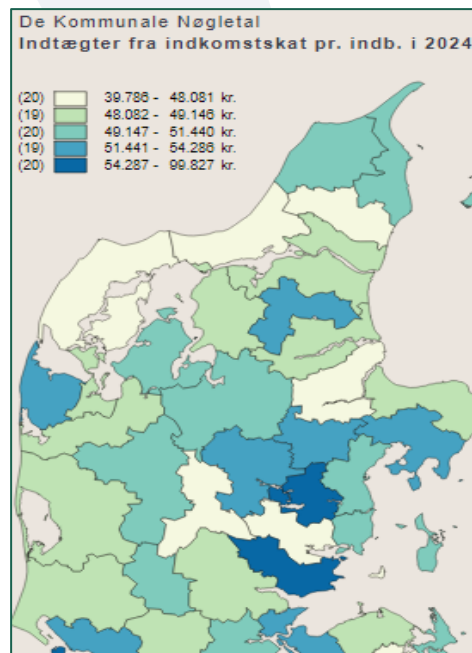 De Kommunale Nøgletal
Indtægter fra indkomstskat pr. indb. i 2024
(20) 39.786 - 48.081 kr.
(19) 48.082 - 49.146 kr.
(20) 49.147 - 51.440 kr.
(19) 51.441 - 54.286 kr.
(20) 54.287 - 99.827 kr.